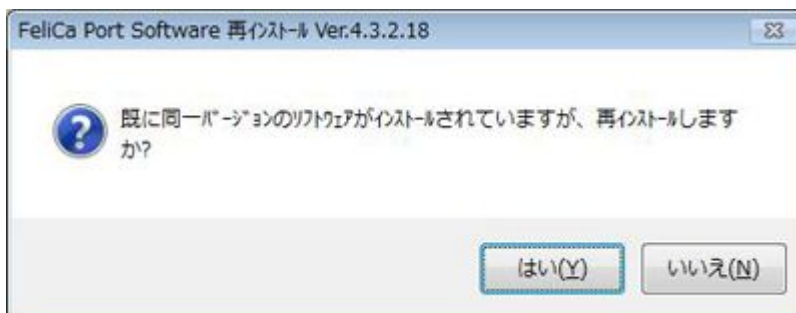 FeliCa Port Software 再ｲﾝｽﾄｰﾙ Ver.4.3.2.18
既に同一ﾊﾞｰｼﾞｮﾝのｿﾌﾄｳｪｱがｲﾝｽﾄｰﾙされていますが、再ｲﾝｽﾄｰﾙします
か?
はい(Y)
いいえ(N)